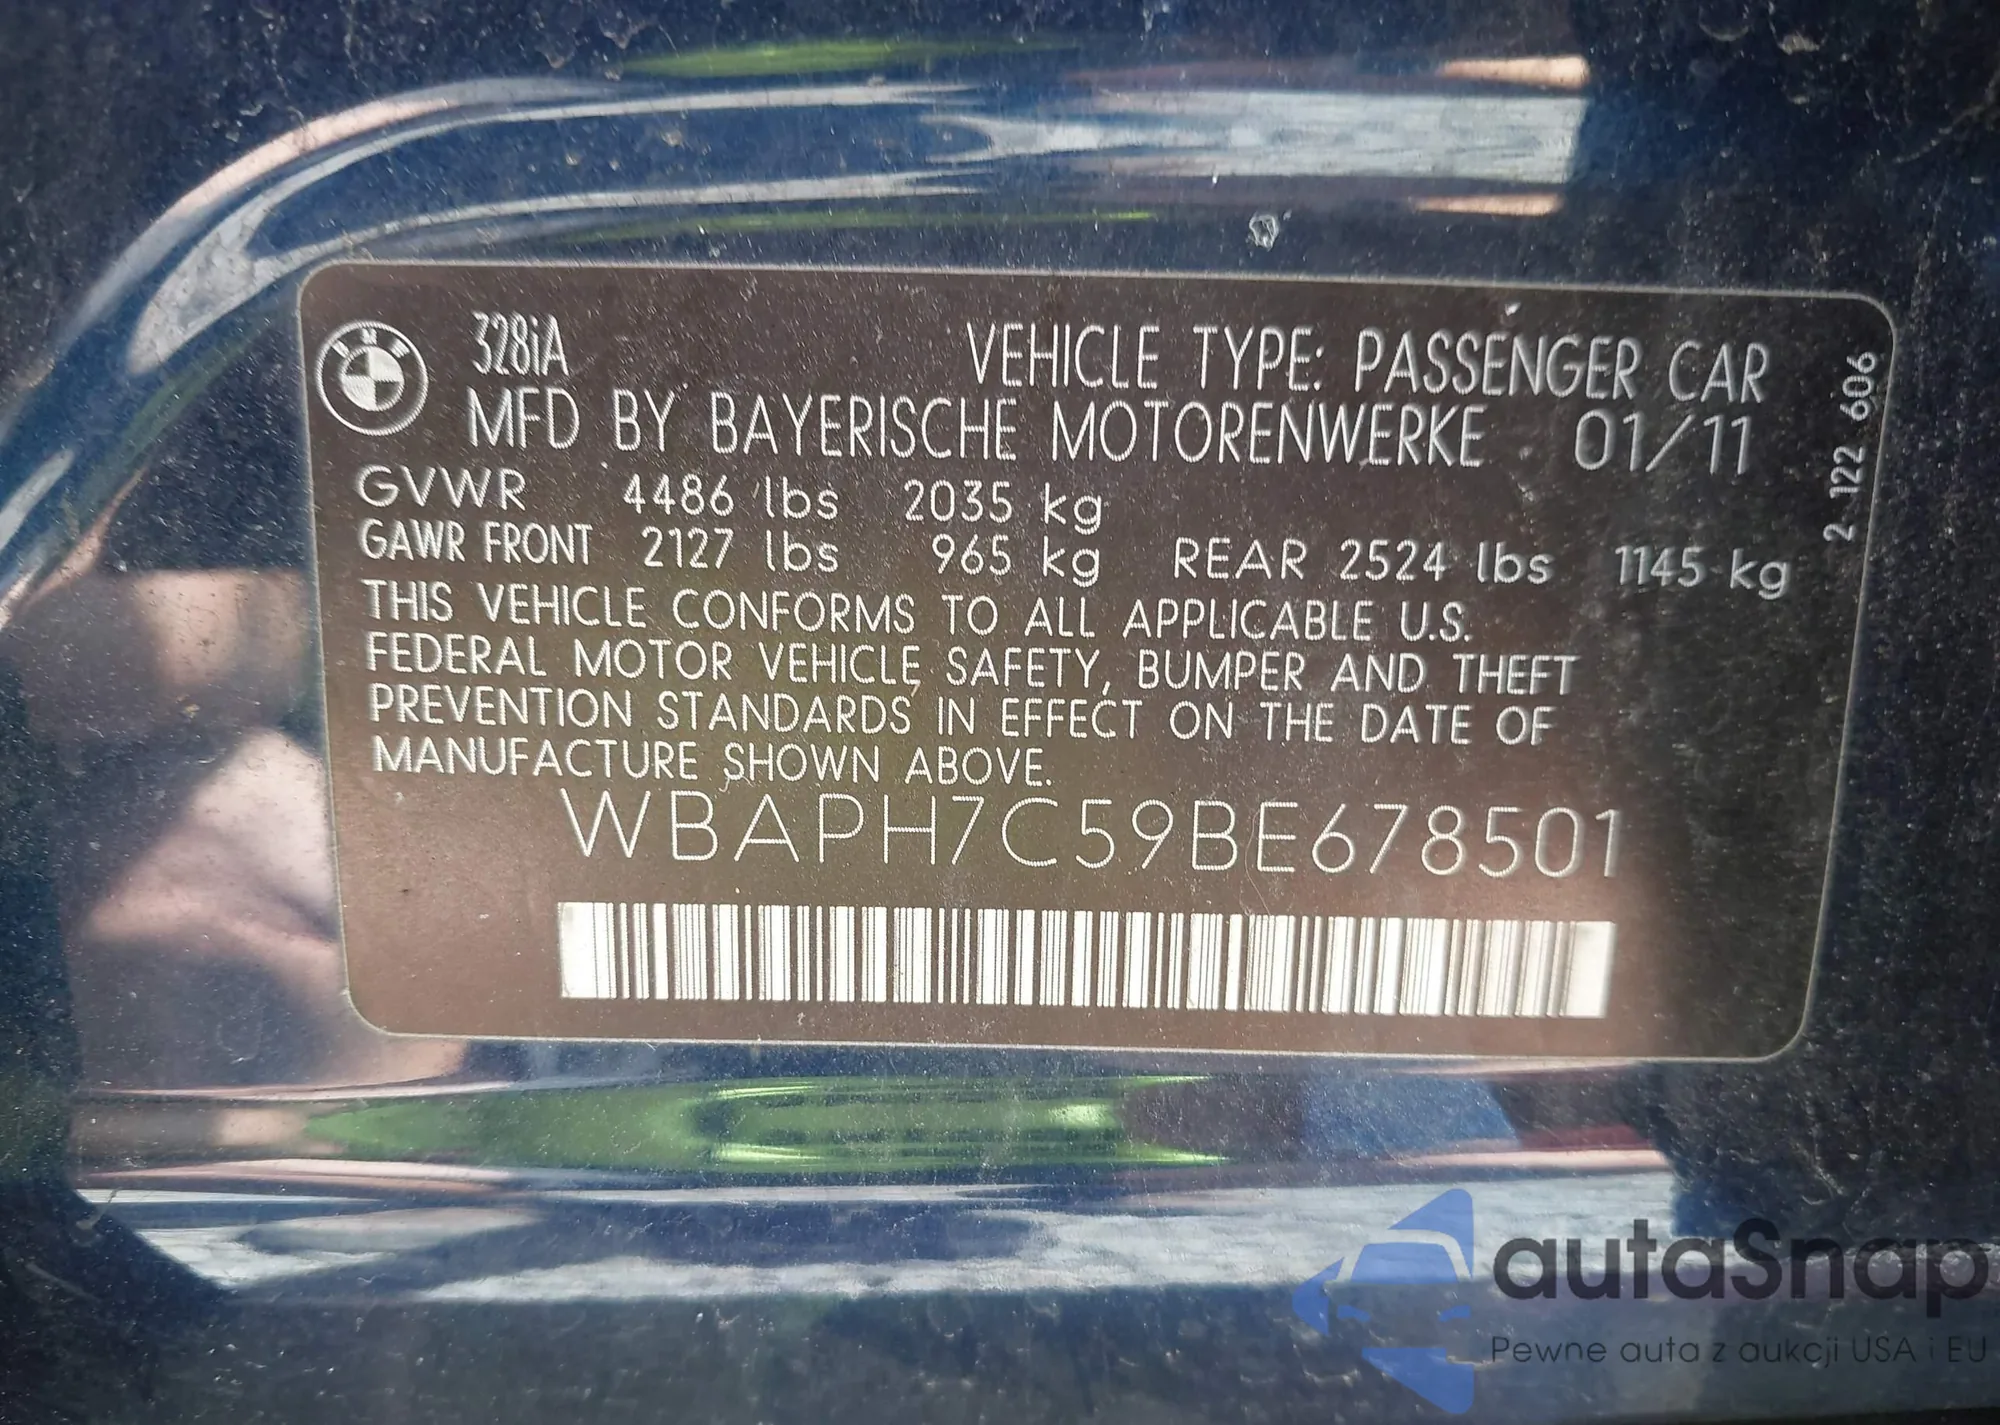 BMW
328iA
VEHICLE TYPE: PASSENGER CAR
MFD BY BAYERISCHE MOTORENWERKE 01/11
GVWR 4486 lbs 2035 kg
GAWR FRONT 2127 lbs 965 kg REAR 2524 lbs 1145 kg
THIS VEHICLE CONFORMS TO ALL APPLICABLE U.S.
FEDERAL MOTOR VEHICLE SAFETY, BUMPER AND THEFT
PREVENTION STANDARDS IN EFFECT ON THE DATE OF
MANUFACTURE SHOWN ABOVE.
WBAPH7C59BE678501
2 122 606
autaSnap
Pewne auta z aukcji USA i EU